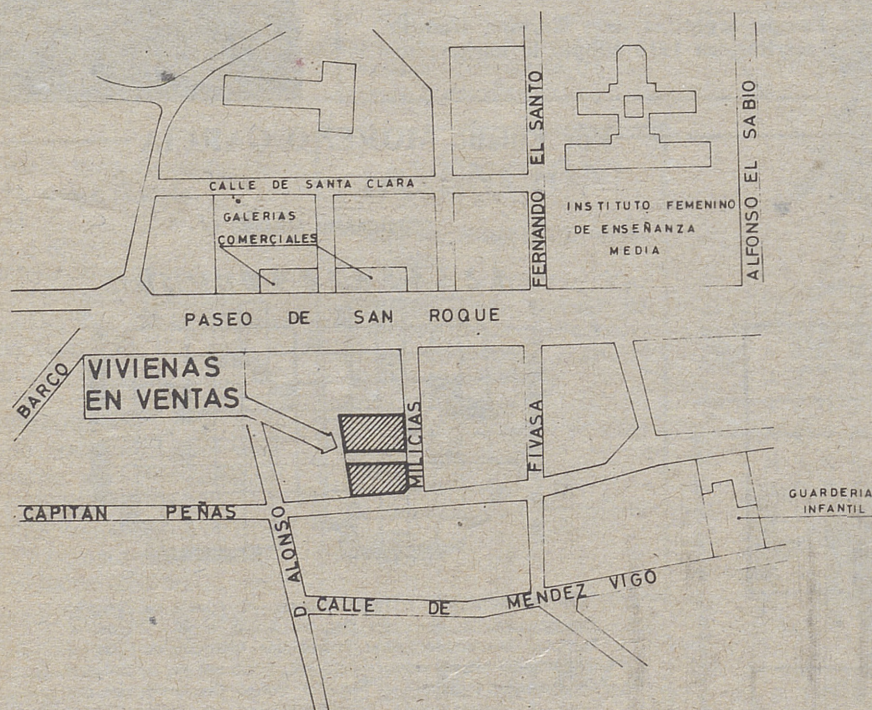 CALLE DE SANTA CLARA
GALERIAS
COMERCIALES
FERNANDO EL SANTO
INSTITUTO FEMENINO
DE ENSEÑANZA
MEDIA
ALFONSO EL SABIO
PASEO DE SAN ROQUE
BARCO
VIVIENAS
EN VENTAS
MILICIAS
FIVASA
CAPITAN PEÑAS
D. ALONSO
GUARDERIA
INFANTIL
CALLE DE MENDEZ VIGO